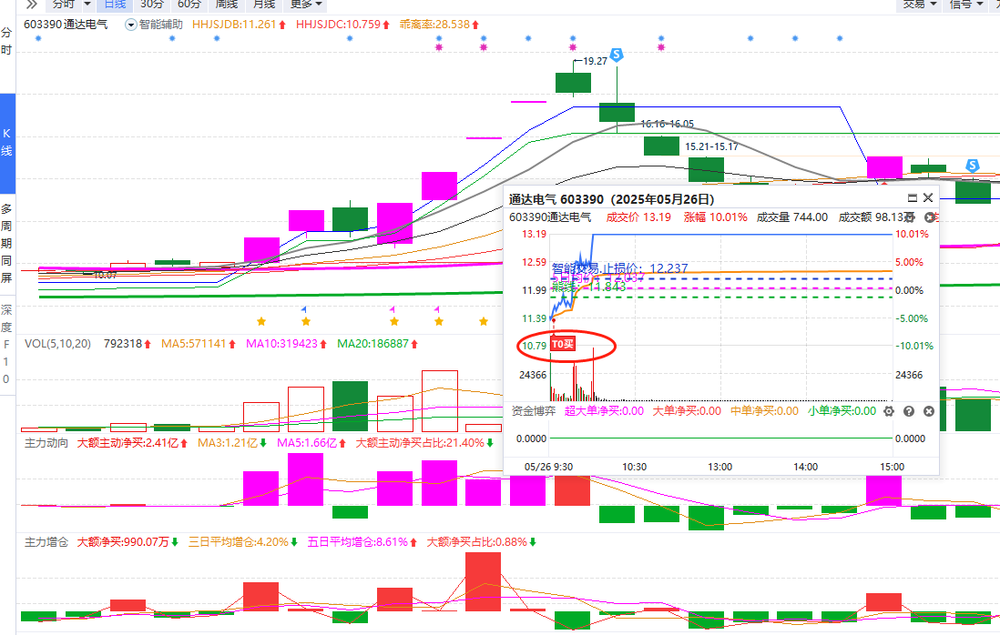 分时 日线 30分 60分 周线 月线 更多 交易 信号
603390 通达电气 智能辅助 HHJSJDB:11.261 HHJSJDC:10.759 乖离率:28.538
分时
K线
多周期同屏
深度F10
19.27
S
16.16-16.05
15.21-15.17
S
10.07
通达电气 603390（2025年05月26日）
603390通达电气 成交价 13.19 涨幅 10.01% 成交量 744.00 成交额 98.13
13.19 10.01%
12.59 5.00%
智能交易.止损价：12.237
11.843
11.99 0.00%
11.39 -5.00%
10.79 T0买 -10.01%
24366 24366
资金博弈 超大单净买:0.00 大单净买:0.00 中单净买:0.00 小单净买:0.00
0.0000 0.0000
05/26 9:30 10:30 13:00 14:00 15:00
VOL(5,10,20) 792318 MA5:571141 MA10:319423 MA20:186887
主力动向 大额主动净买:2.41亿 MA3:1.21亿 MA5:1.66亿 大额主动净买占比:21.40%
主力增仓 大额净买:990.07万 三日平均增仓:4.20% 五日平均增仓:8.61% 大额净买占比:0.88%